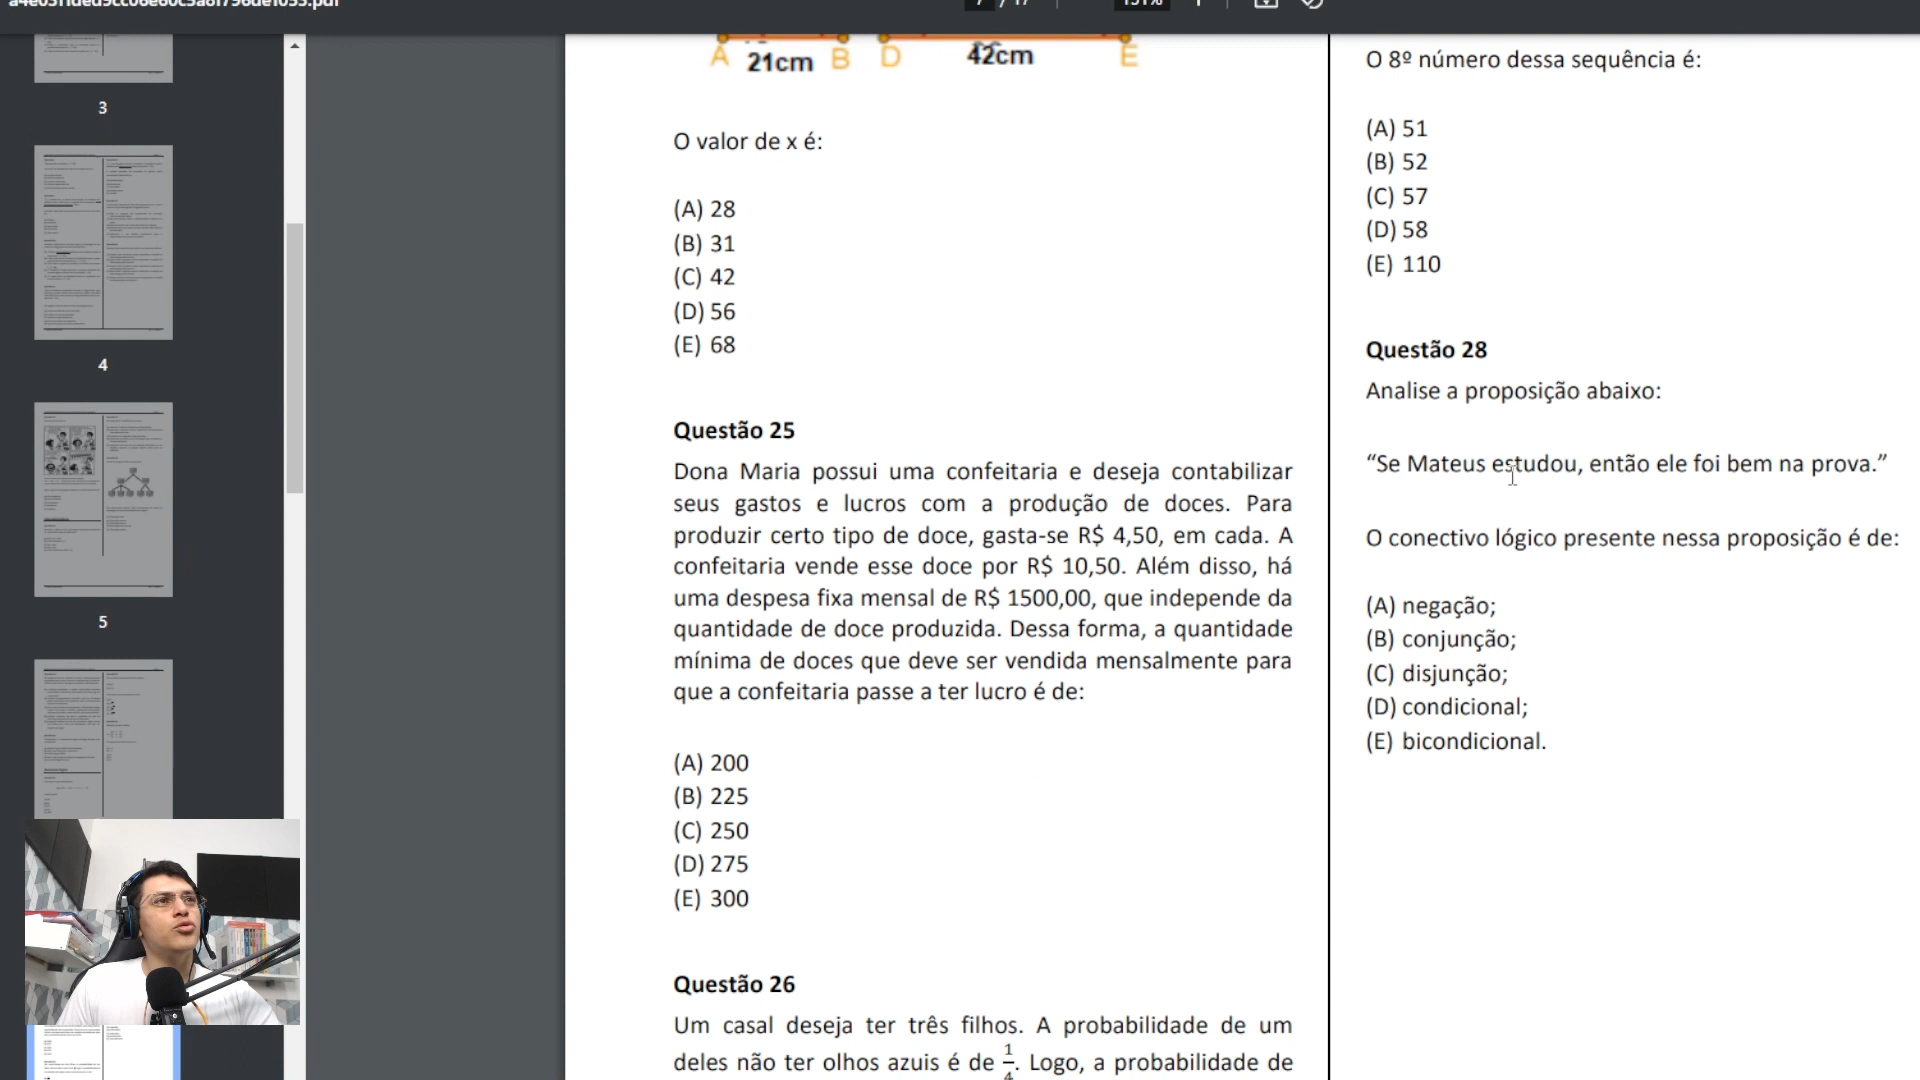 3
4
5
A 21cm B D 42cm E
O valor de x é:
(A) 28
(B) 31
(C) 42
(D) 56
(E) 68
Questão 25
Dona Maria possui uma confeitaria e deseja contabilizar
seus gastos e lucros com a produção de doces. Para
produzir certo tipo de doce, gasta-se R$ 4,50, em cada. A
confeitaria vende esse doce por R$ 10,50. Além disso, há
uma despesa fixa mensal de R$ 1500,00, que independe da
quantidade de doce produzida. Dessa forma, a quantidade
mínima de doces que deve ser vendida mensalmente para
que a confeitaria passe a ter lucro é de:
(A) 200
(B) 225
(C) 250
(D) 275
(E) 300
Questão 26
Um casal deseja ter três filhos. A probabilidade de um
deles não ter olhos azuis é de 1/4. Logo, a probabilidade de
O 8º número dessa sequência é:
(A) 51
(B) 52
(C) 57
(D) 58
(E) 110
Questão 28
Analise a proposição abaixo:
“Se Mateus estudou, então ele foi bem na prova.”
O conectivo lógico presente nessa proposição é de:
(A) negação;
(B) conjunção;
(C) disjunção;
(D) condicional;
(E) bicondicional.